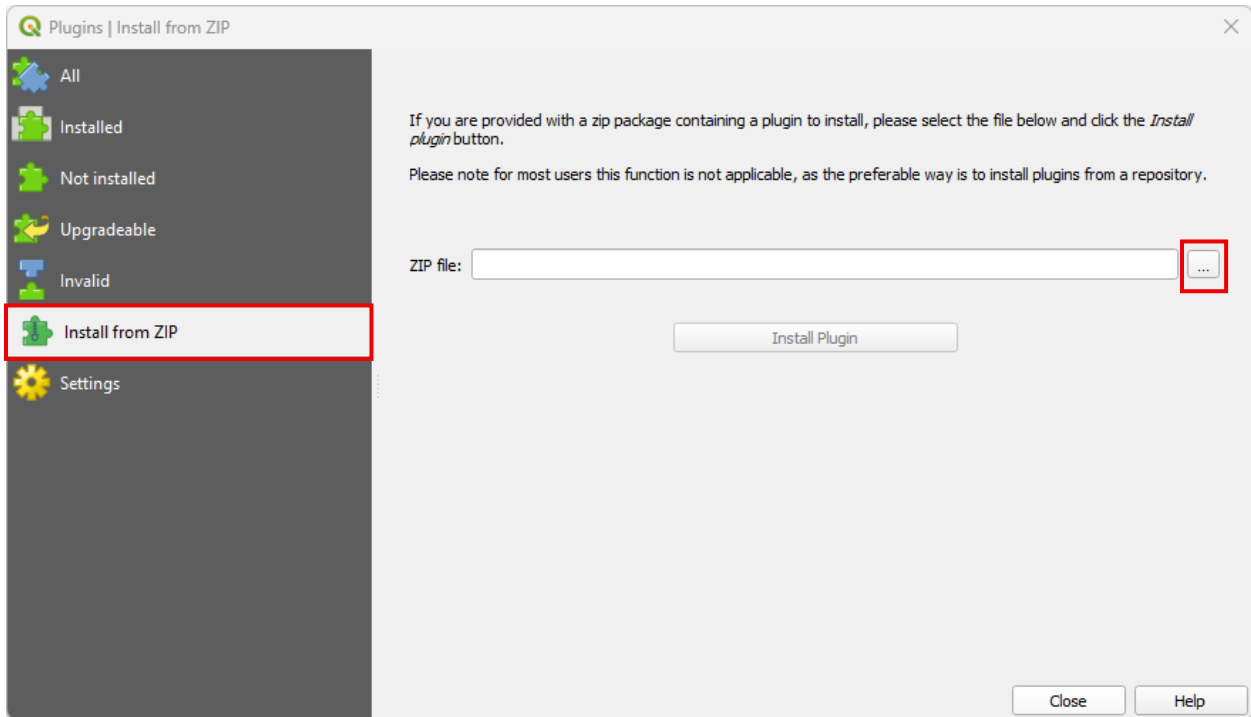 Plugins | Install from ZIP
All
Installed
Not installed
Upgradeable
Invalid
Install from ZIP
Settings
If you are provided with a zip package containing a plugin to install, please select the file below and click the Install
plugin button.
Please note for most users this function is not applicable, as the preferable way is to install plugins from a repository.
ZIP file:
...
Install Plugin
Close
Help